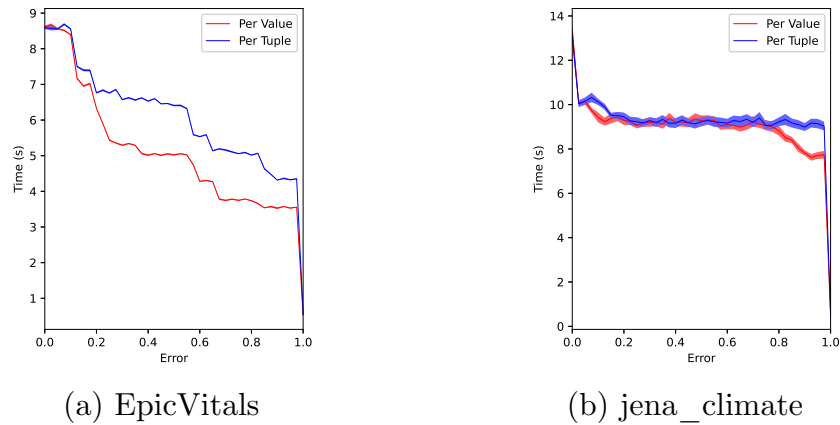 9
8
7
6
5
4
3
2
1
Time (s)
0.0 0.2 0.4 0.6 0.8 1.0
Error
Per Value
Per Tuple
(a) EpicVitals
14
12
10
8
6
4
2
0
Time (s)
0.0 0.2 0.4 0.6 0.8 1.0
Error
Per Value
Per Tuple
(b) jena_climate